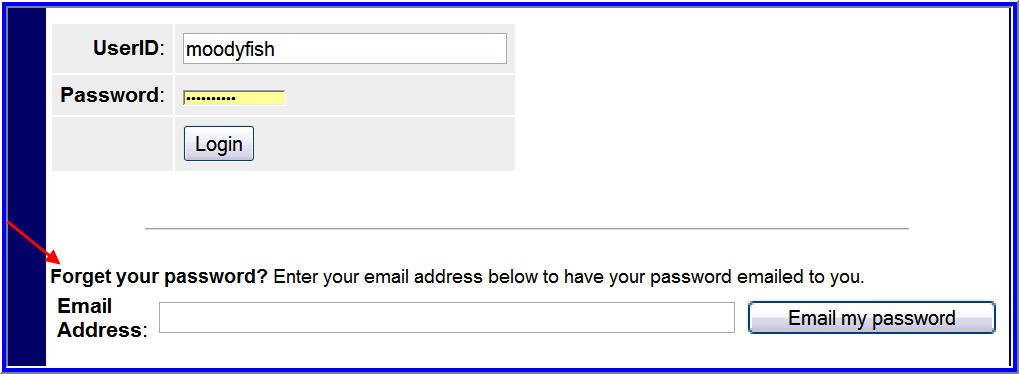 UserID: moodyfish
Password: ••••••••••
Login
Forget your password? Enter your email address below to have your password emailed to you.
Email
Address:
Email my password